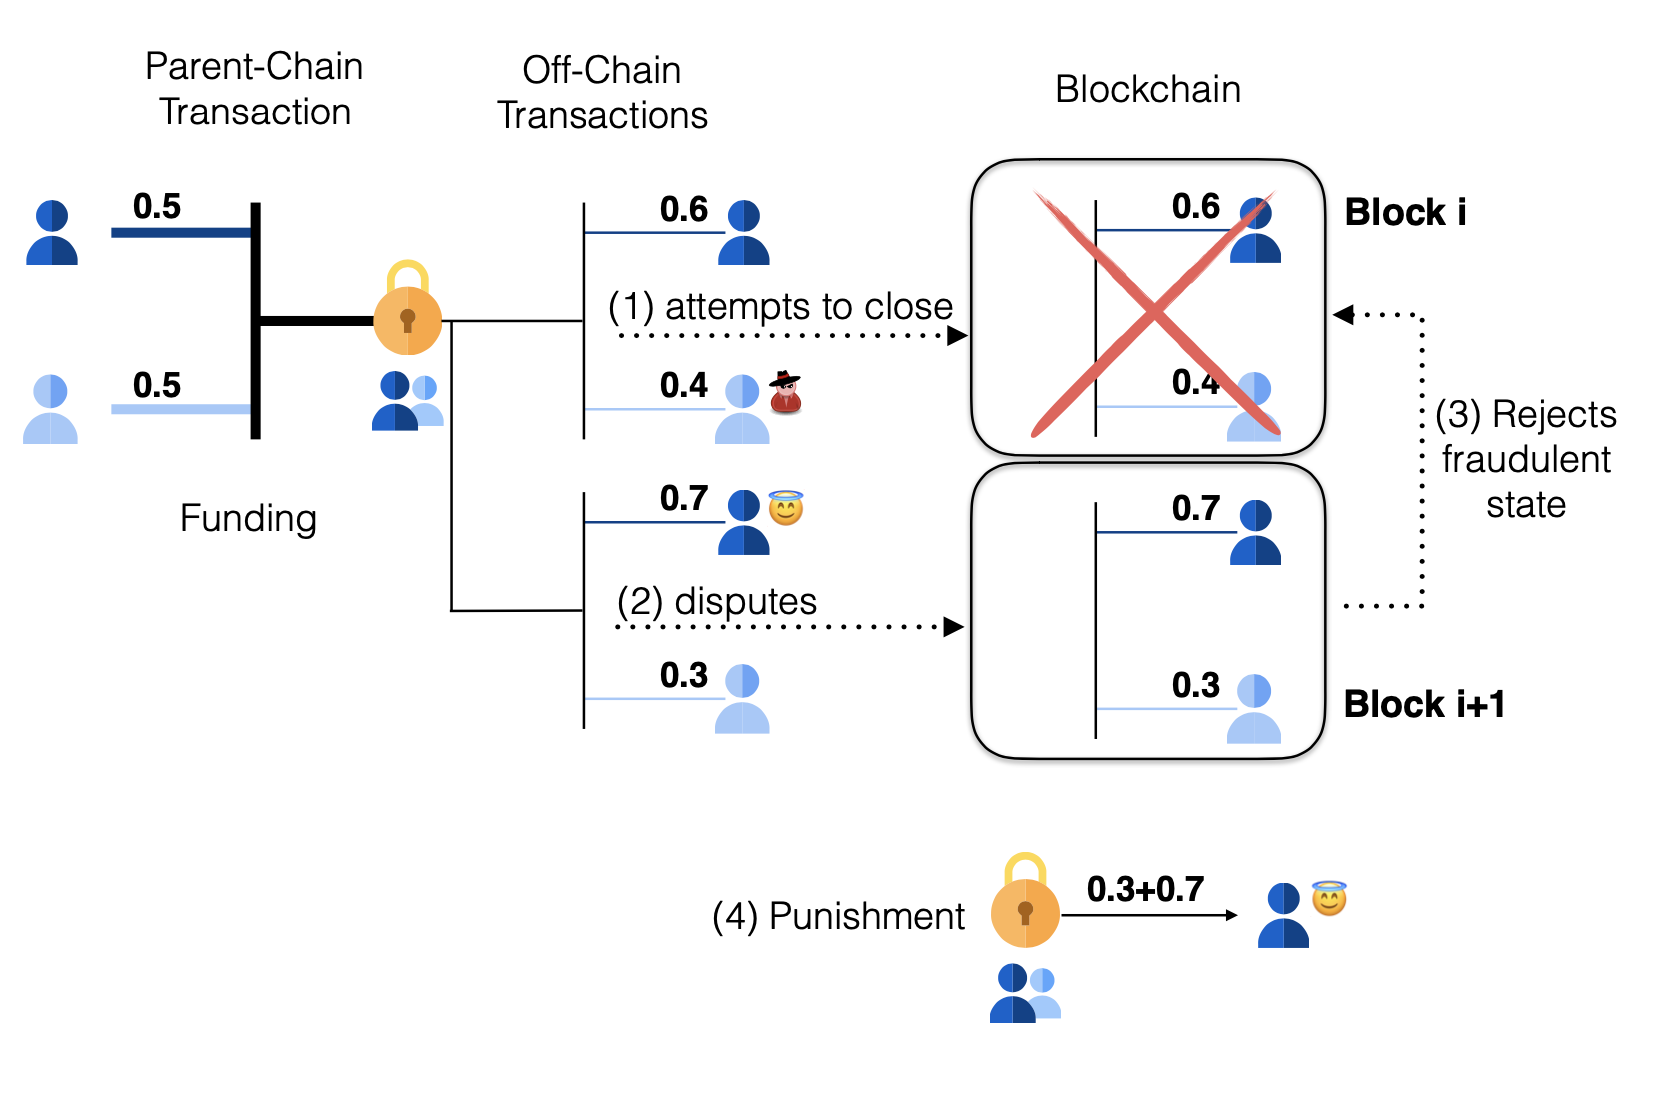 Parent-Chain
Transaction
Off-Chain
Transactions
Blockchain
0.5
0.5
Funding
0.6
(1) attempts to close
0.4
0.7
(2) disputes
0.3
0.6
0.4
Block i
0.7
0.3
Block i+1
(3) Rejects
fraudulent
state
(4) Punishment
0.3+0.7